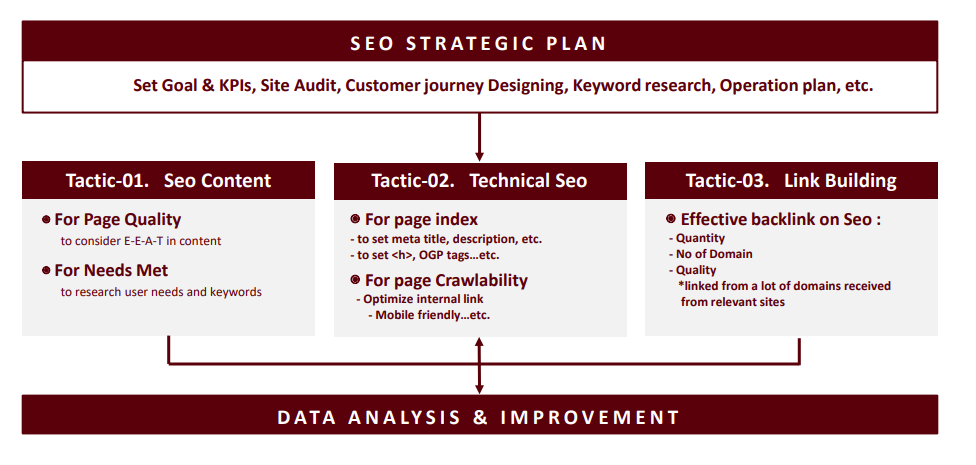 SEO STRATEGIC PLAN
Set Goal & KPIs, Site Audit, Customer journey Designing, Keyword research, Operation plan, etc.
Tactic-01. Seo Content
For Page Quality
to consider E-E-A-T in content
For Needs Met
to research user needs and keywords
Tactic-02. Technical Seo
For page index
- to set meta title, description, etc.
- to set <h>, OGP tags...etc.
For page Crawlability
- Optimize internal link
- Mobile friendly...etc.
Tactic-03. Link Building
Effective backlink on Seo :
- Quantity
- No of Domain
- Quality
*linked from a lot of domains received
from relevant sites
DATA ANALYSIS & IMPROVEMENT